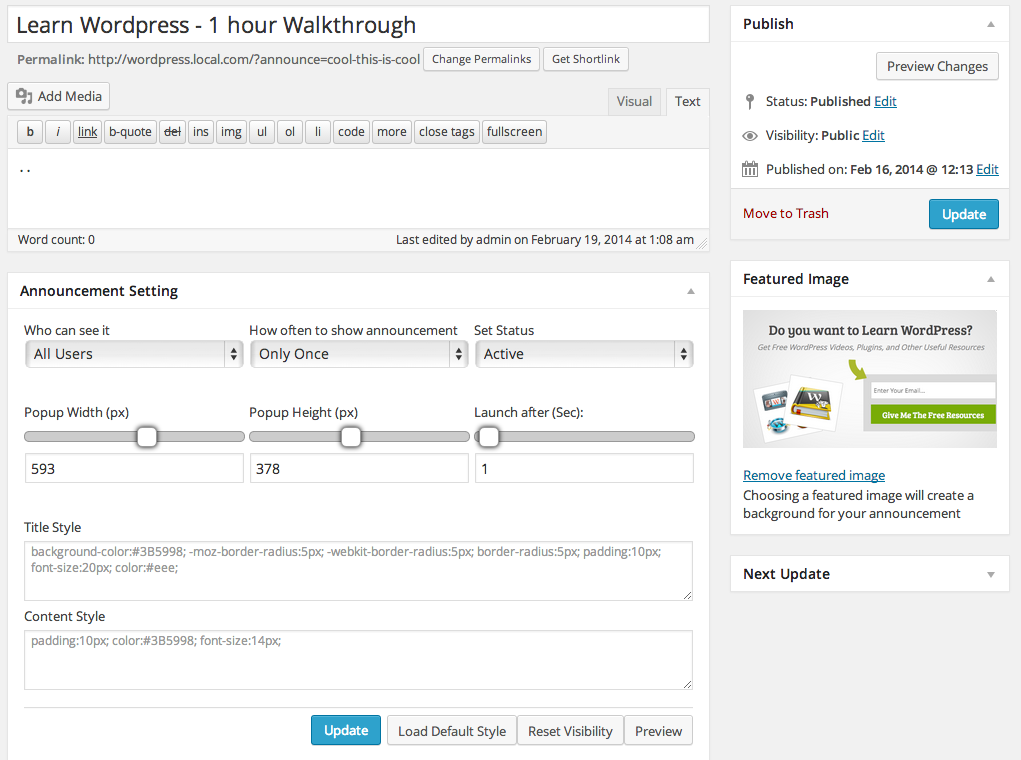 Learn Wordpress - 1 hour Walkthrough
Permalink: http://wordpress.local.com/?announce=cool-this-is-cool Change Permalinks Get Shortlink
Add Media
Visual Text
b i link b-quote del ins img ul ol li code more close tags fullscreen
. .
Word count: 0 Last edited by admin on February 19, 2014 at 1:08 am
Announcement Setting
Who can see it How often to show announcement Set Status
All Users Only Once Active
Popup Width (px) Popup Height (px) Launch after (Sec):
593 378 1
Title Style
background-color:#3B5998; -moz-border-radius:5px; -webkit-border-radius:5px; border-radius:5px; padding:10px;
font-size:20px; color:#eee;
Content Style
padding:10px; color:#3B5998; font-size:14px;
Update Load Default Style Reset Visibility Preview
Publish
Preview Changes
Status: Published Edit
Visibility: Public Edit
Published on: Feb 16, 2014 @ 12:13 Edit
Move to Trash Update
Featured Image
Do you want to Learn WordPress?
Get Free WordPress Videos, Plugins, and Other Useful Resources
Enter Your Email...
W
Give Me The Free Resources
Remove featured image
Choosing a featured image will create a
background for your announcement
Next Update